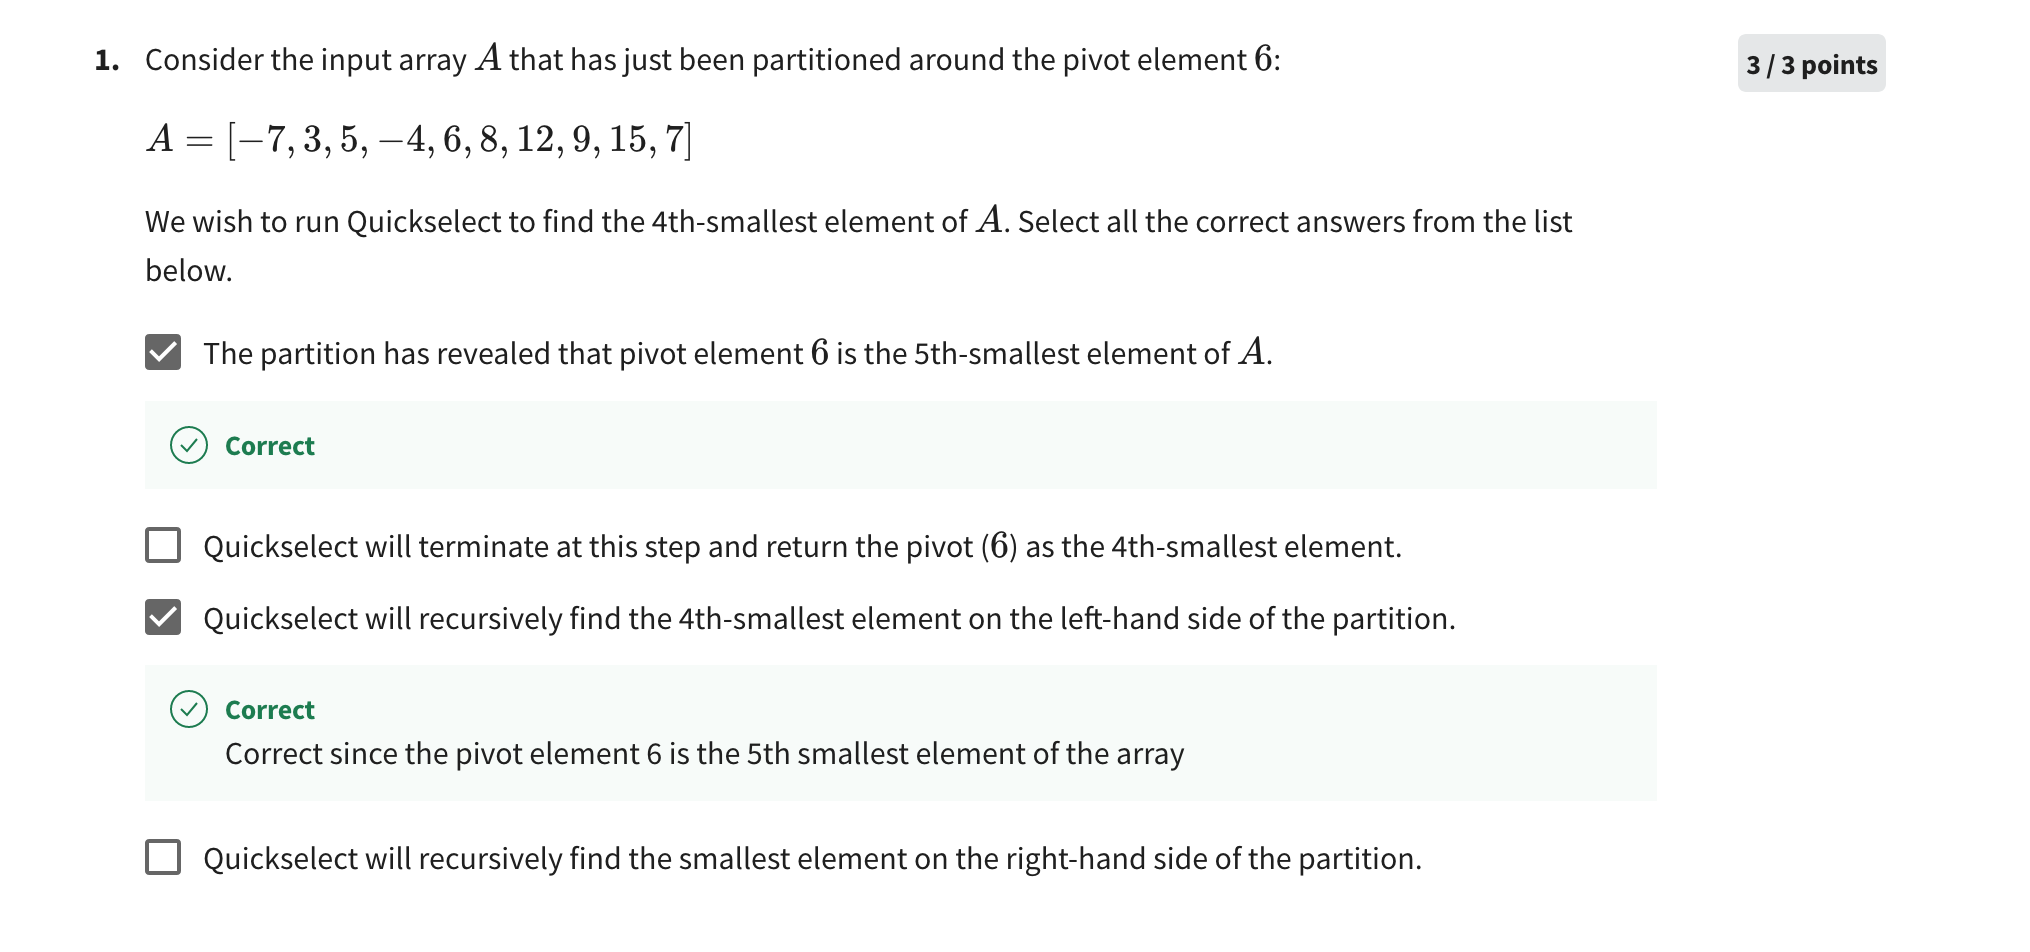 1. Consider the input array A that has just been partitioned around the pivot element 6:
3 / 3 points
A = [−7, 3, 5, −4, 6, 8, 12, 9, 15, 7]
We wish to run Quickselect to find the 4th-smallest element of A. Select all the correct answers from the list
below.
The partition has revealed that pivot element 6 is the 5th-smallest element of A.
Correct
Quickselect will terminate at this step and return the pivot (6) as the 4th-smallest element.
Quickselect will recursively find the 4th-smallest element on the left-hand side of the partition.
Correct
Correct since the pivot element 6 is the 5th smallest element of the array
Quickselect will recursively find the smallest element on the right-hand side of the partition.